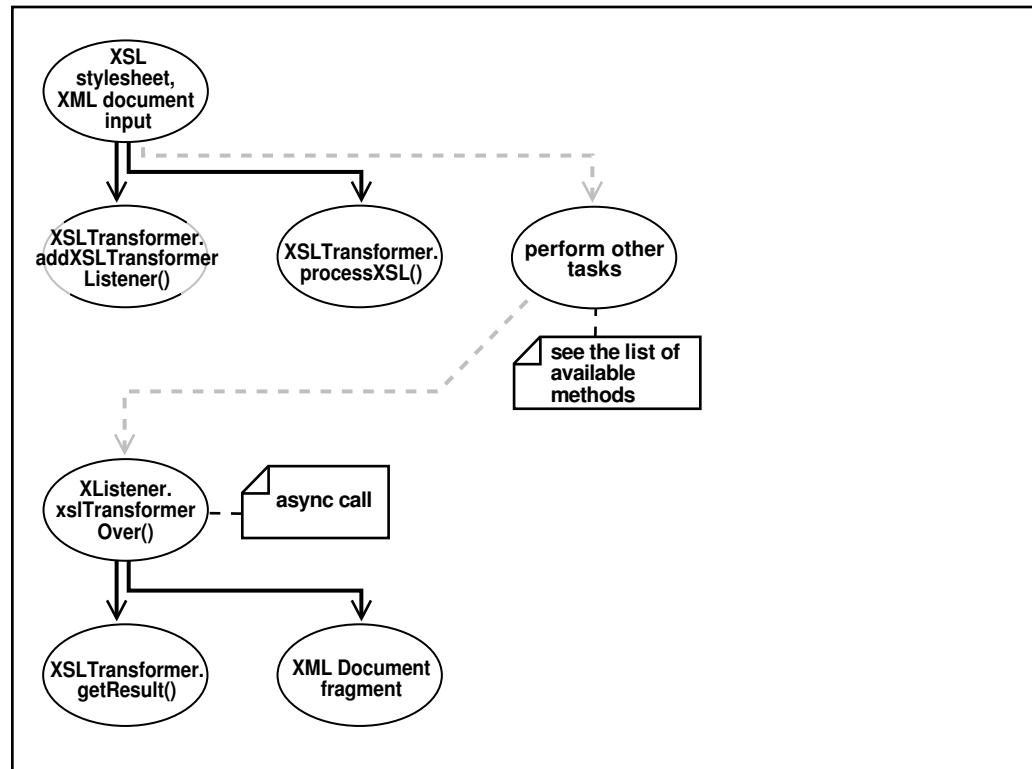 XSL
stylesheet,
XML document
input
XSLTransformer.
addXSLTransformer
Listener()
XSLTransformer.
processXSL()
perform other
tasks
see the list of
available
methods
XListener.
xslTransformer
Over()
async call
XSLTransformer.
getResult()
XML Document
fragment